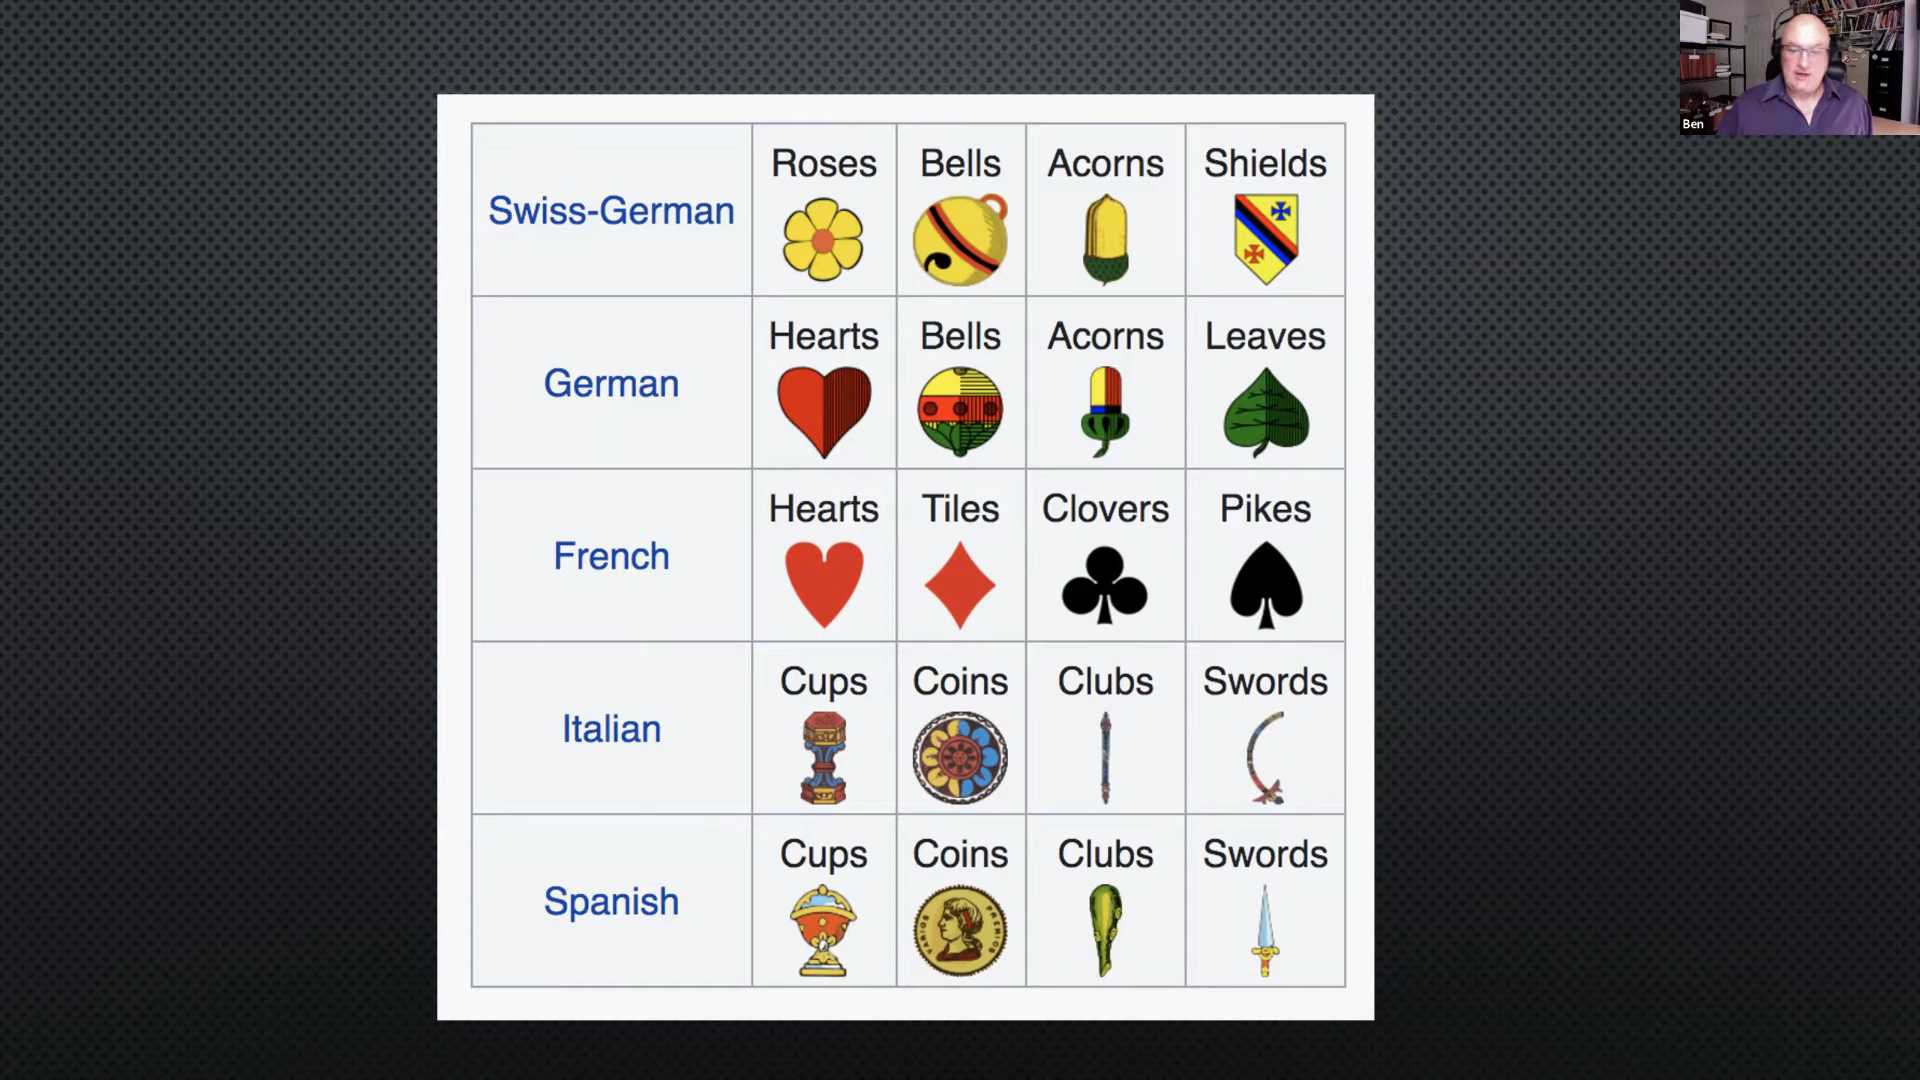 Ben
Roses Bells Acorns Shields
Swiss-German
Hearts Bells Acorns Leaves
German
Hearts Tiles Clovers Pikes
French
Cups Coins Clubs Swords
Italian
Cups Coins Clubs Swords
Spanish